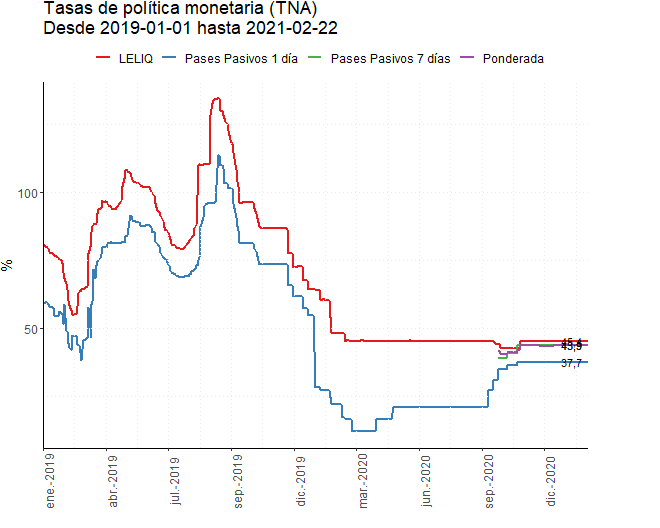 Tasas de política monetaria (TNA)
Desde 2019-01-01 hasta 2021-02-22
LELIQ Pases Pasivos 1 día Pases Pasivos 7 días Ponderada
%
100
50
45,4
37,7
ene.-2019 abr.-2019 jul.-2019 sep.-2019 dic.-2019 mar.-2020 jun.-2020 sep.-2020 dic.-2020